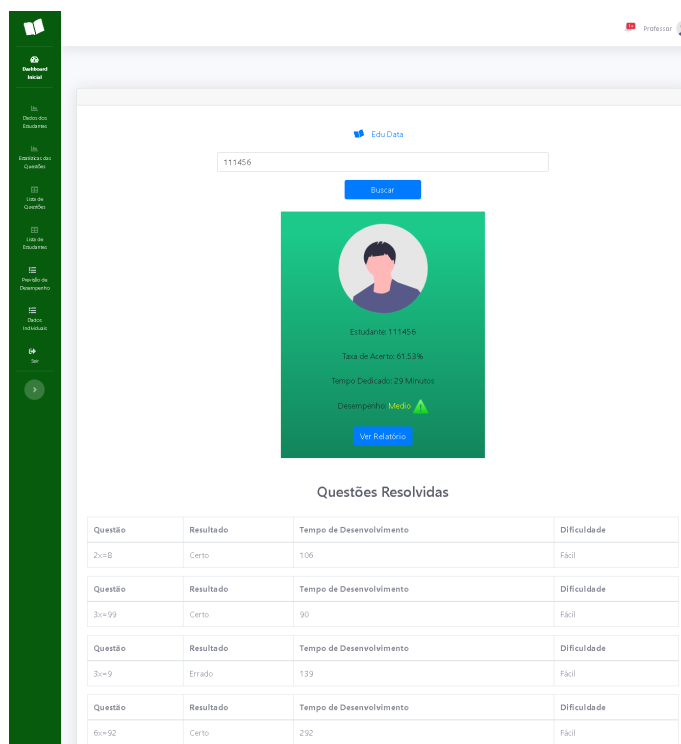 Professor
Dashboard
Inicial
Dados dos
Estudantes
Estatísticas das
Questões
Lista de
Questões
Lista de
Estudantes
Previsão de
Desempenho
Dados
Individuais
Sair
Edu Data
111456
Buscar
Estudante: 111456
Taxa de Acerto: 61,53%
Tempo Dedicado: 29 Minutos
Desempenho: Medio
Ver Relatório
Questões Resolvidas
Questão Resultado Tempo de Desenvolvimento Dificuldade
2x=8 Certo 106 Fácil
Questão Resultado Tempo de Desenvolvimento Dificuldade
3x=99 Certo 90 Fácil
Questão Resultado Tempo de Desenvolvimento Dificuldade
3x=9 Errado 139 Fácil
Questão Resultado Tempo de Desenvolvimento Dificuldade
6x=92 Certo 292 Fácil